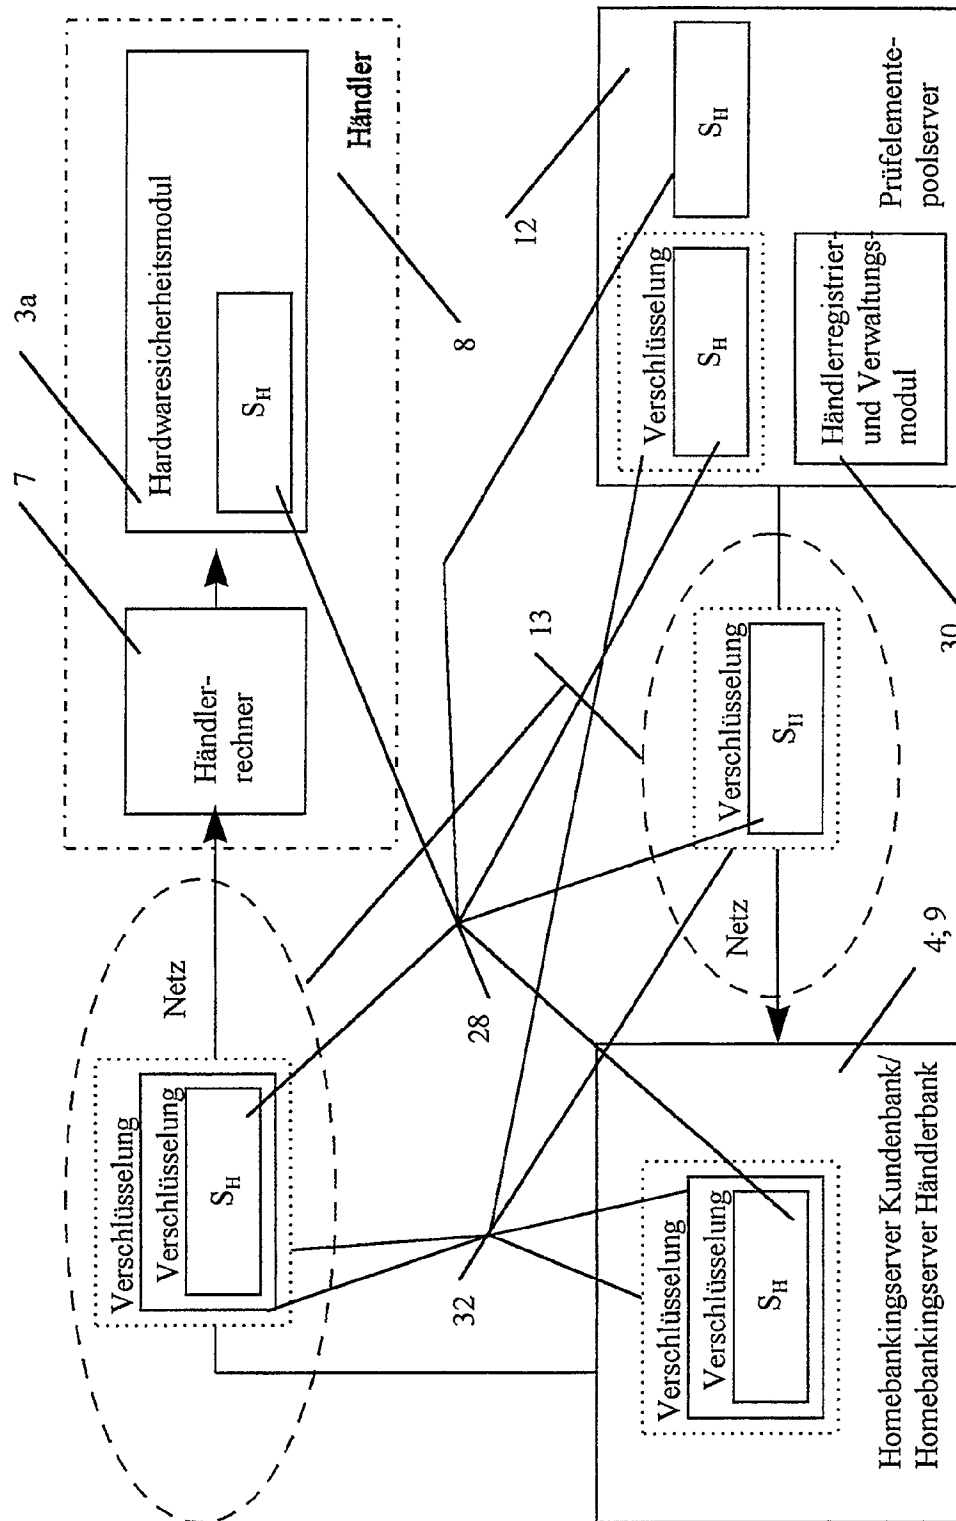 3a
7
Hardwaresicherheitsmodul
S_H
Händler-
rechner
Händler
8
Netz
Verschlüsselung
Verschlüsselung
S_H
12
S_H
Verschlüsselung
S_H
Prüfelemente-
poolserver
Händlerregistrier-
und Verwaltungs-
modul
30
13
Verschlüsselung
S_H
Netz
28
32
4; 9
Verschlüsselung
Verschlüsselung
S_H
Homebankingserver Kundenbank/
Homebankingserver Händlerbank